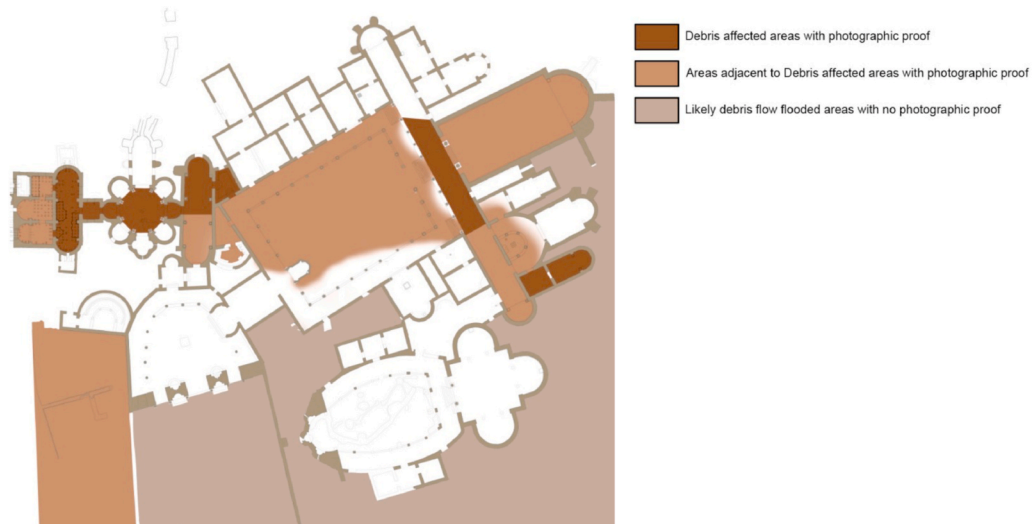 Debris affected areas with photographic proof
Areas adjacent to Debris affected areas with photographic proof
Likely debris flow flooded areas with no photographic proof